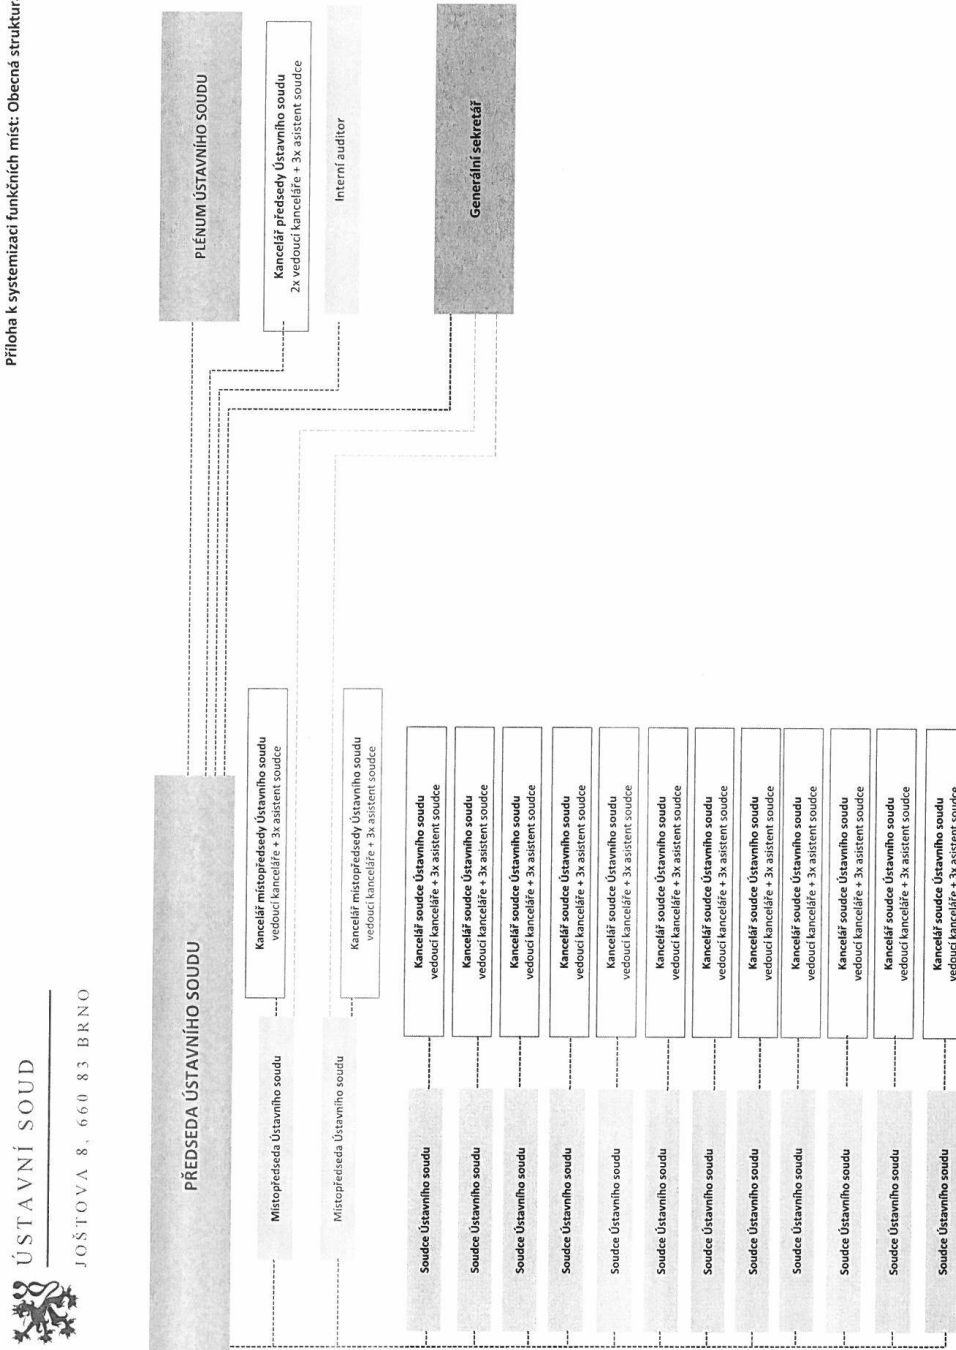 Příloha k systemizaci funkčních míst: Obecná struktur
ÚSTAVNÍ SOUD
JOŠTOVA 8, 660 83 BRNO
PŘEDSEDA ÚSTAVNÍHO SOUDU
PLÉNUM ÚSTAVNÍHO SOUDU
Kancelář předsedy Ústavního soudu
2x vedoucí kanceláře + 3x asistent soudce
Interní auditor
Generální sekretář
Místopředseda Ústavního soudu
Kancelář místopředsedy Ústavního soudu
vedoucí kanceláře + 3x asistent soudce
Místopředseda Ústavního soudu
Kancelář místopředsedy Ústavního soudu
vedoucí kanceláře + 3x asistent soudce
Soudce Ústavního soudu
Kancelář soudce Ústavního soudu
vedoucí kanceláře + 3x asistent soudce
Soudce Ústavního soudu
Kancelář soudce Ústavního soudu
vedoucí kanceláře + 3x asistent soudce
Soudce Ústavního soudu
Kancelář soudce Ústavního soudu
vedoucí kanceláře + 3x asistent soudce
Soudce Ústavního soudu
Kancelář soudce Ústavního soudu
vedoucí kanceláře + 3x asistent soudce
Soudce Ústavního soudu
Kancelář soudce Ústavního soudu
vedoucí kanceláře + 3x asistent soudce
Soudce Ústavního soudu
Kancelář soudce Ústavního soudu
vedoucí kanceláře + 3x asistent soudce
Soudce Ústavního soudu
Kancelář soudce Ústavního soudu
vedoucí kanceláře + 3x asistent soudce
Soudce Ústavního soudu
Kancelář soudce Ústavního soudu
vedoucí kanceláře + 3x asistent soudce
Soudce Ústavního soudu
Kancelář soudce Ústavního soudu
vedoucí kanceláře + 3x asistent soudce
Soudce Ústavního soudu
Kancelář soudce Ústavního soudu
vedoucí kanceláře + 3x asistent soudce
Soudce Ústavního soudu
Kancelář soudce Ústavního soudu
vedoucí kanceláře + 3x asistent soudce
Soudce Ústavního soudu
Kancelář soudce Ústavního soudu
vedoucí kanceláře + 3x asistent soudce